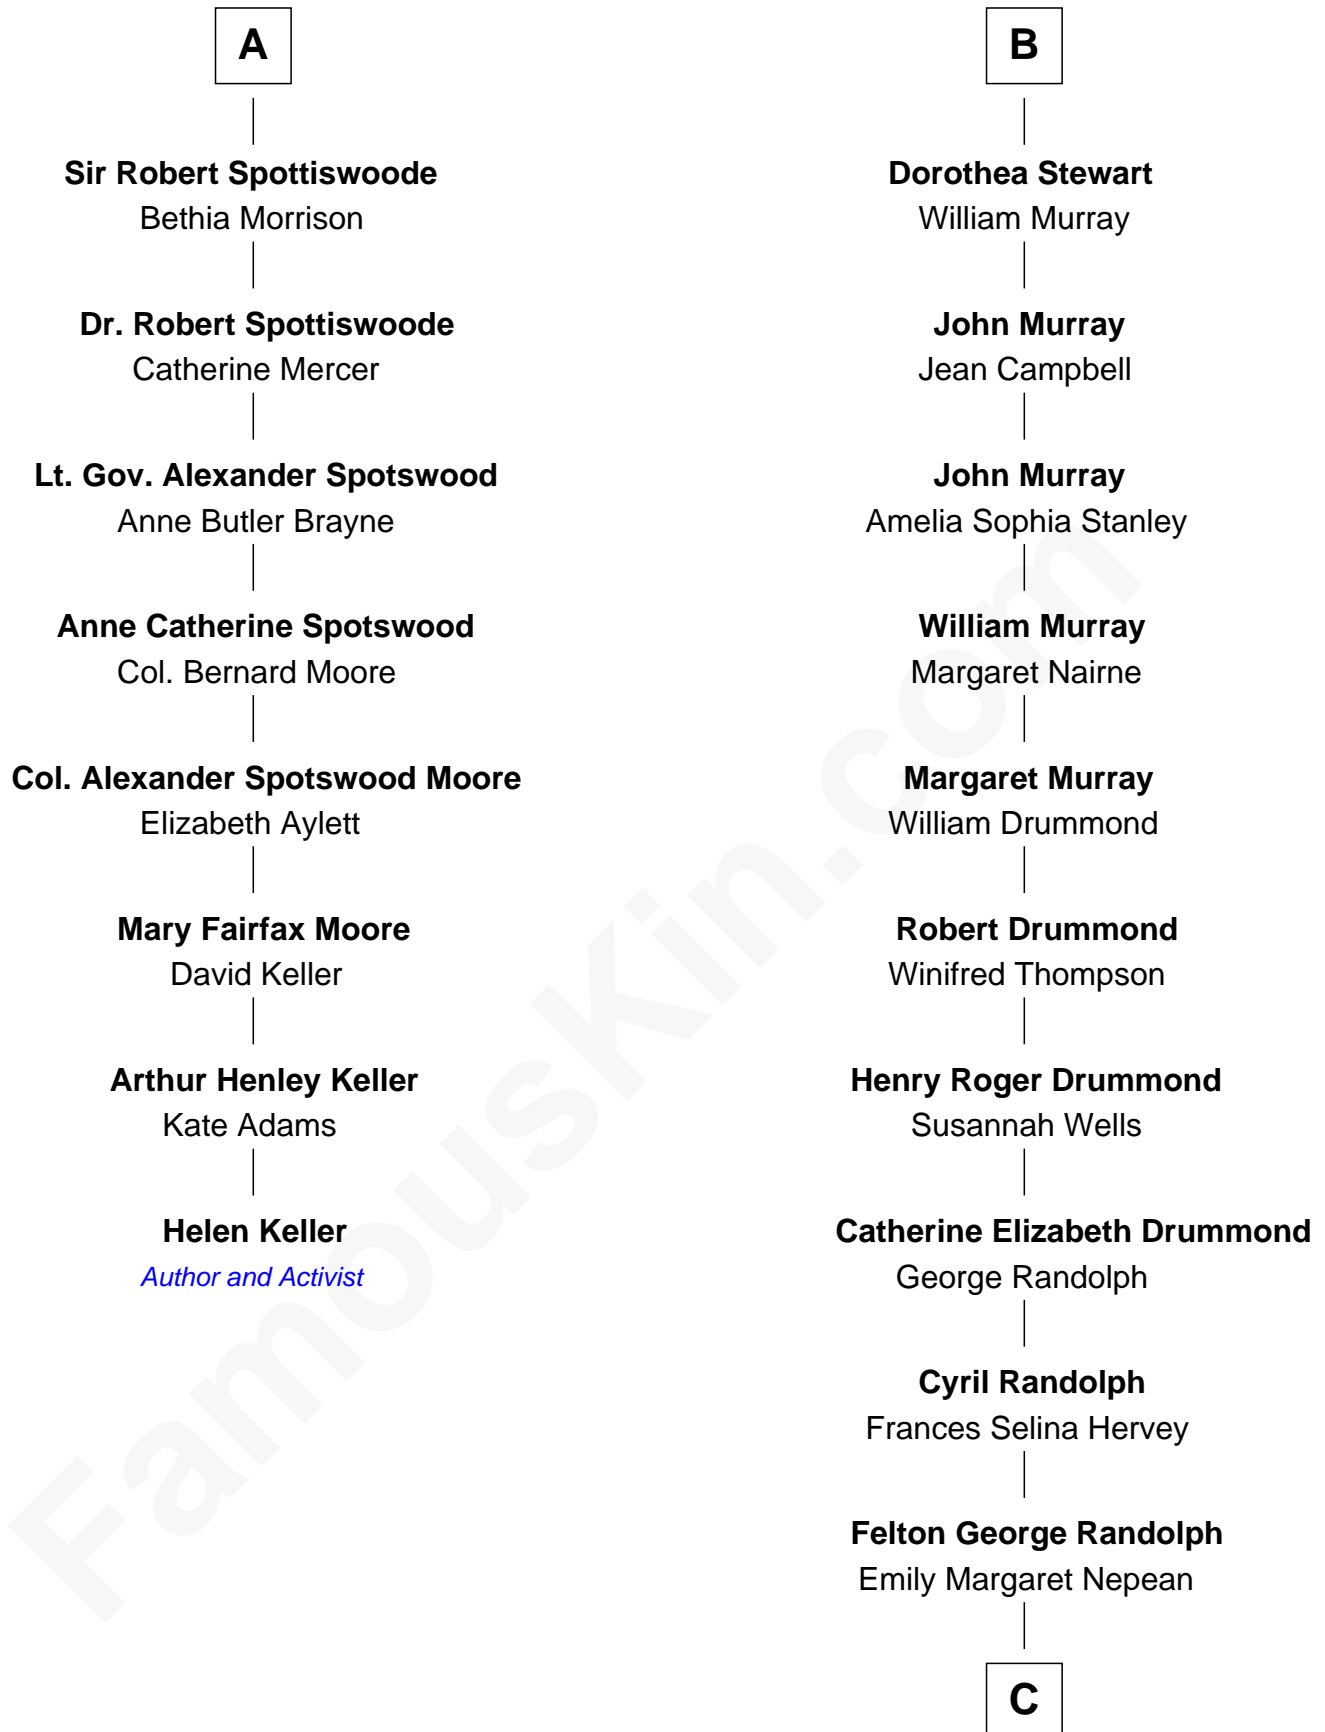 A
Sir Robert Spottiswoode
Bethia Morrison
Dr. Robert Spottiswoode
Catherine Mercer
Lt. Gov. Alexander Spotswood
Anne Butler Brayne
Anne Catherine Spotswood
Col. Bernard Moore
Col. Alexander Spotswood Moore
Elizabeth Aylett
Mary Fairfax Moore
David Keller
Arthur Henley Keller
Kate Adams
Helen Keller
Author and Activist
B
Dorothea Stewart
William Murray
John Murray
Jean Campbell
John Murray
Amelia Sophia Stanley
William Murray
Margaret Nairne
Margaret Murray
William Drummond
Robert Drummond
Winifred Thompson
Henry Roger Drummond
Susannah Wells
Catherine Elizabeth Drummond
George Randolph
Cyril Randolph
Frances Selina Hervey
Felton George Randolph
Emily Margaret Nepean
C
FamousKin.com